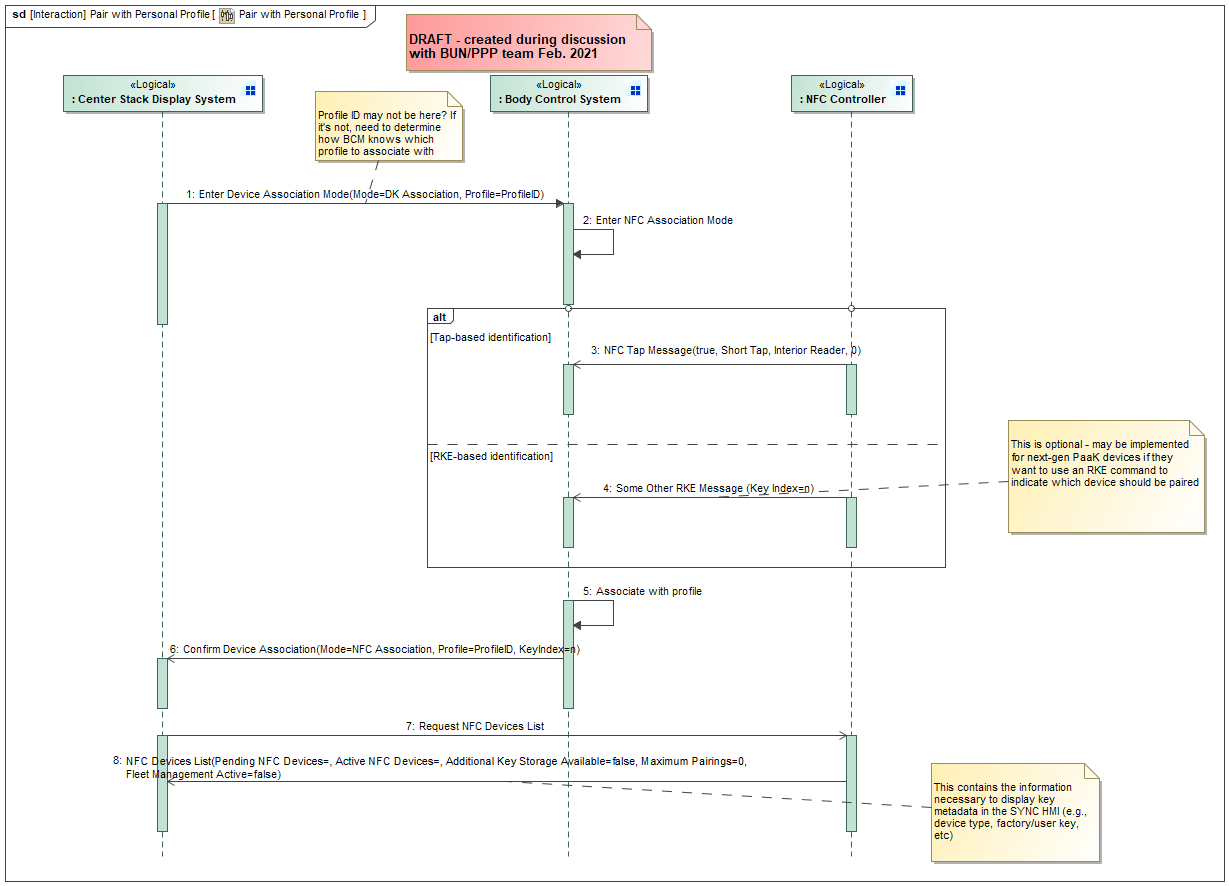 sd [Interaction] Pair with Personal Profile [ Pair with Personal Profile ]
DRAFT - created during discussion
with BUN/PPP team Feb. 2021
«Logical»
: Center Stack Display System
«Logical»
: Body Control System
«Logical»
: NFC Controller
Profile ID may not be here? If
it's not, need to determine
how BCM knows which
profile to associate with
1: Enter Device Association Mode(Mode=DK Association, Profile=ProfileID)
2: Enter NFC Association Mode
alt
[Tap-based identification]
3: NFC Tap Message(true, Short Tap, Interior Reader, 0)
[RKE-based identification]
This is optional - may be implemented
for next-gen PaaK devices if they
want to use an RKE command to
indicate which device should be paired
4: Some Other RKE Message (Key Index=n)
5: Associate with profile
6: Confirm Device Association(Mode=NFC Association, Profile=ProfileID, KeyIndex=n)
7: Request NFC Devices List
8: NFC Devices List(Pending NFC Devices=, Active NFC Devices=, Additional Key Storage Available=false, Maximum Pairings=0,
Fleet Management Active=false)
This contains the information
necessary to display key
metadata in the SYNC HMI (e.g.,
device type, factory/user key,
etc)